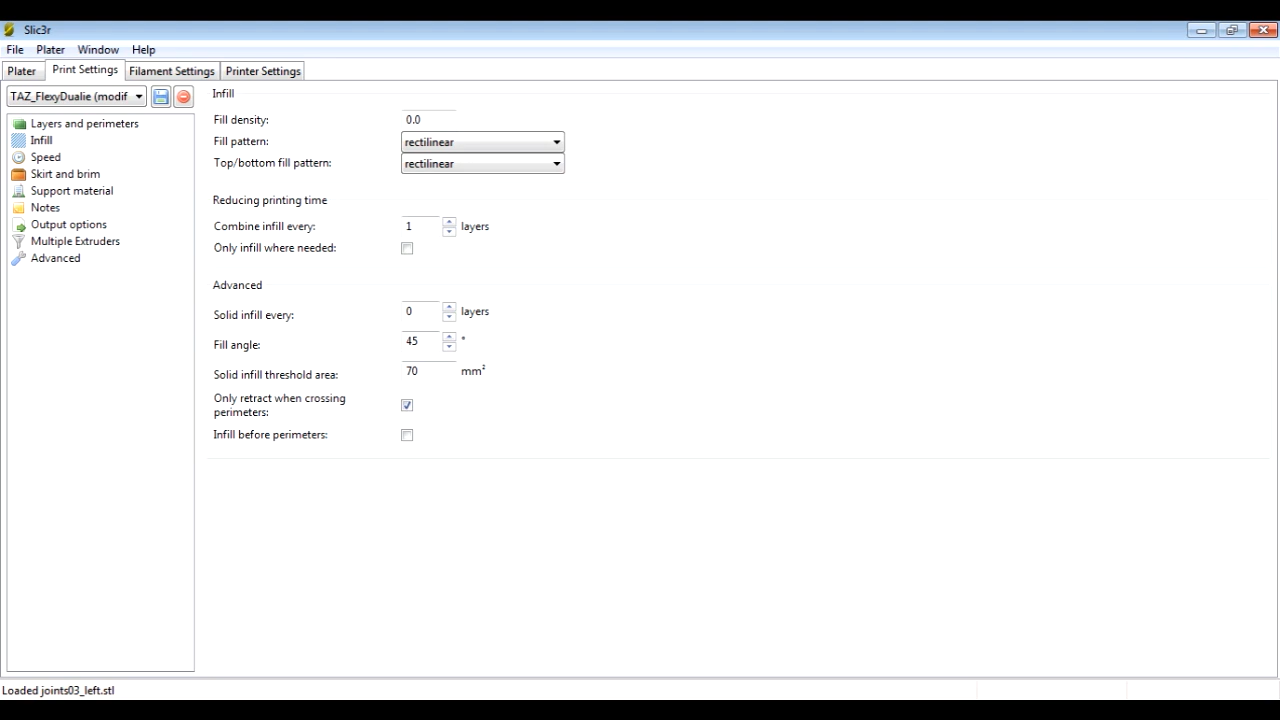 Slic3r
File Plater Window Help
Plater Print Settings Filament Settings Printer Settings
TAZ_FlexyDualie (modif
Layers and perimeters
Infill
Speed
Skirt and brim
Support material
Notes
Output options
Multiple Extruders
Advanced
Infill
Fill density: 0.0
Fill pattern: rectilinear
Top/bottom fill pattern: rectilinear
Reducing printing time
Combine infill every: 1 layers
Only infill where needed:
Advanced
Solid infill every: 0 layers
Fill angle: 45 °
Solid infill threshold area: 70 mm²
Only retract when crossing
perimeters:
Infill before perimeters:
Loaded joints03_left.stl